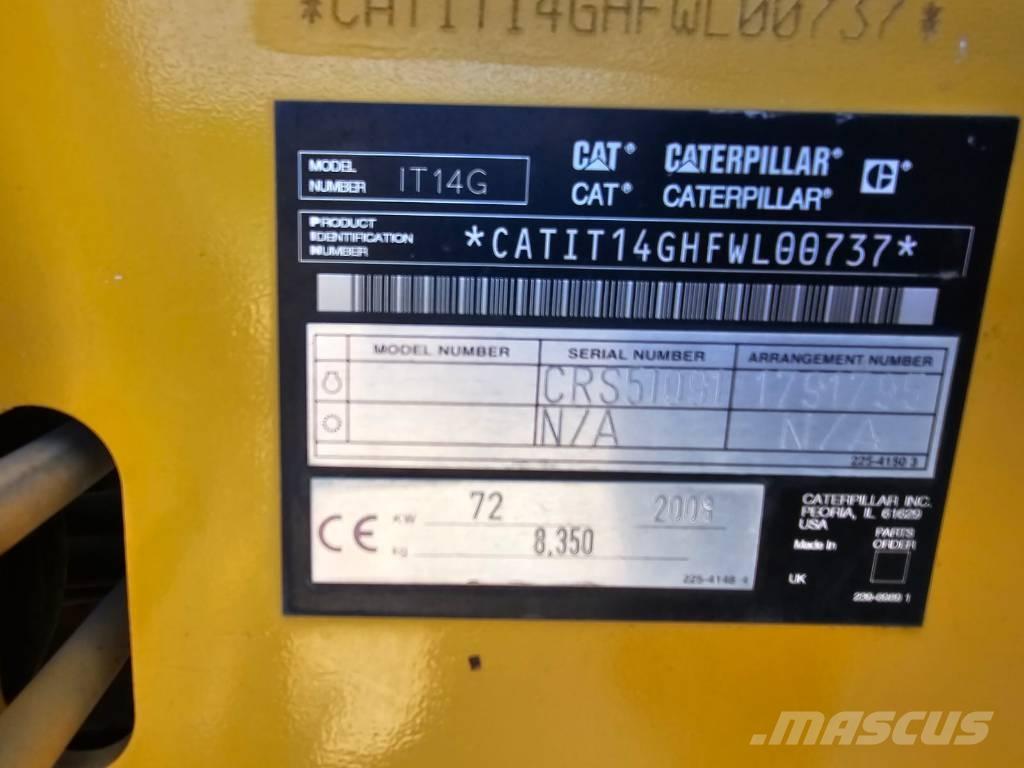 *CATIT14GHFWL00737*
MODEL NUMBER IT14G
CAT® CATERPILLAR® C®
CAT® CATERPILLAR®
PRODUCT IDENTIFICATION NUMBER *CATIT14GHFWL00737*
MODEL NUMBER SERIAL NUMBER ARRANGEMENT NUMBER
N/A N/A
225-4150 3
CE KW 72
kg 8,350
225-4148 4
CATERPILLAR INC.
PEORIA, IL 61629
USA
Made in
UK
PARTS ORDER
MASCUS